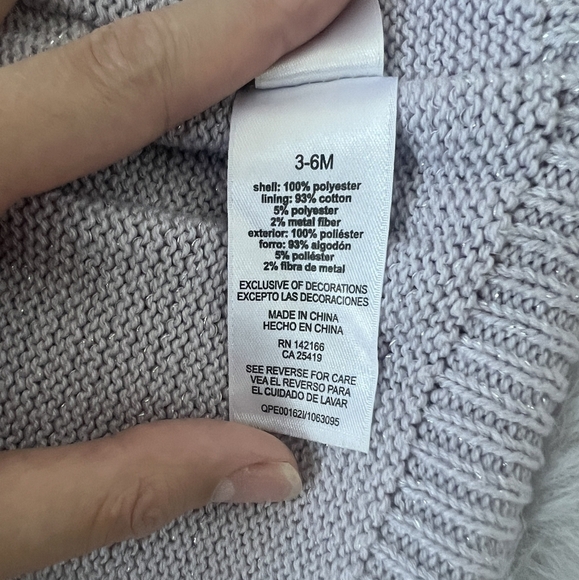 3-6M
shell: 100% polyester
lining: 93% cotton
5% polyester
2% metal fiber
exterior: 100% poliéster
forro: 93% algodón
5% poliéster
2% fibra de metal
EXCLUSIVE OF DECORATIONS
EXCEPTO LAS DECORACIONES
MADE IN CHINA
HECHO EN CHINA
RN 142166
CA 25419
SEE REVERSE FOR CARE
VEA EL REVERSO PARA
EL CUIDADO DE LAVAR
QPE00162I/1063095